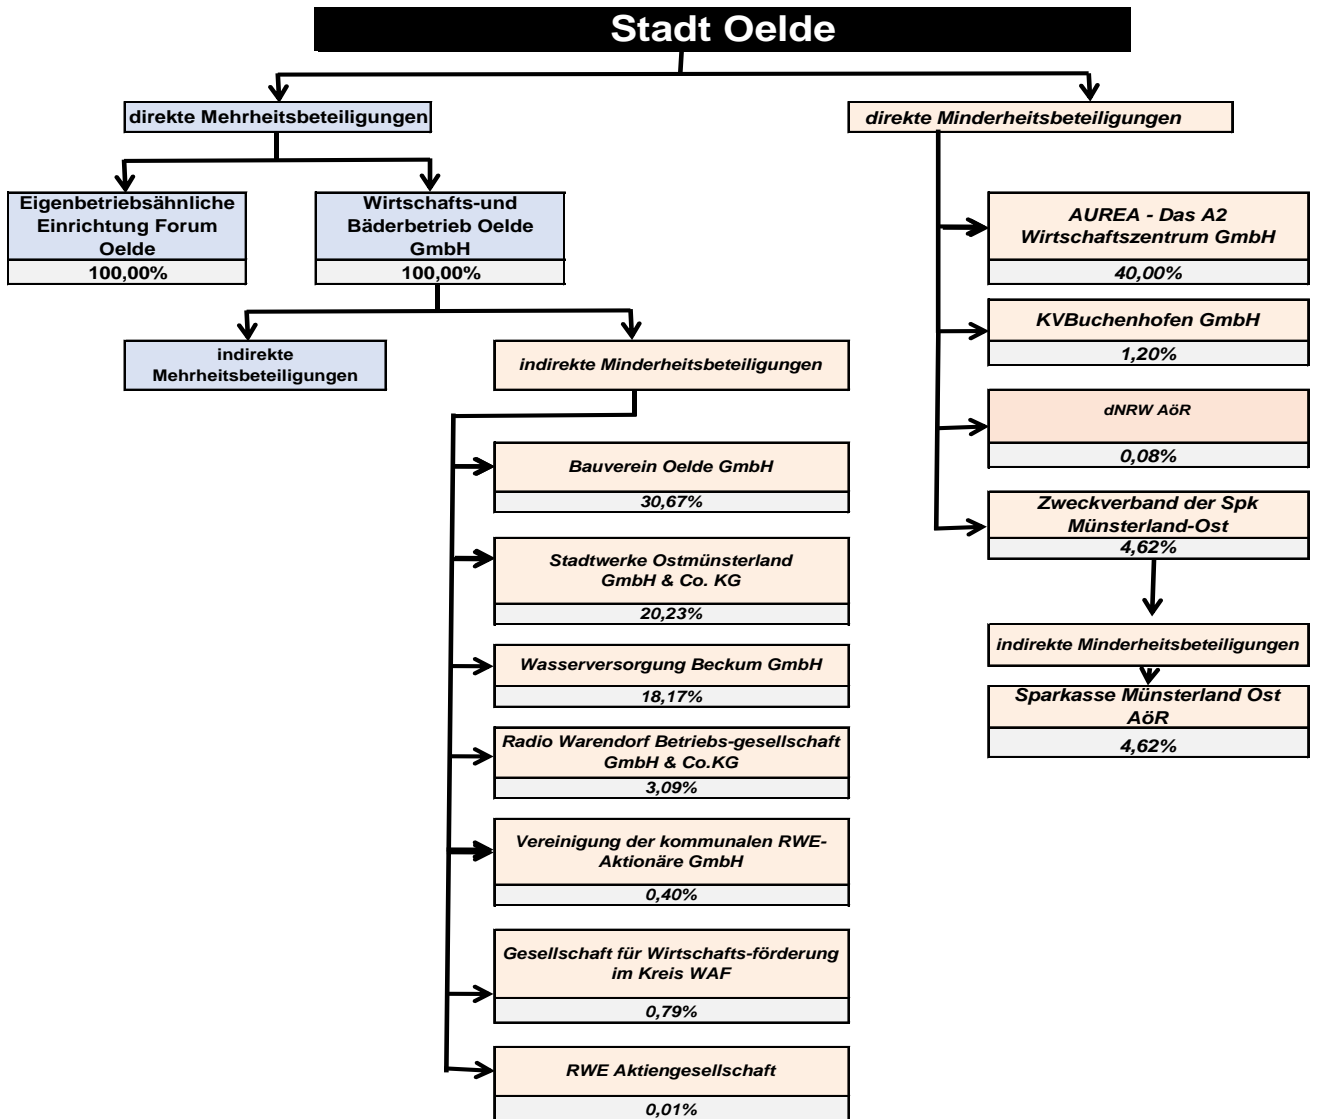 Stadt Oelde
direkte Mehrheitsbeteiligungen
direkte Minderheitsbeteiligungen
Eigenbetriebsähnliche
Einrichtung Forum
Oelde
100,00%
Wirtschafts-und
Bäderbetrieb Oelde
GmbH
100,00%
indirekte
Mehrheitsbeteiligungen
indirekte Minderheitsbeteiligungen
Bauverein Oelde GmbH
30,67%
Stadtwerke Ostmünsterland
GmbH & Co. KG
20,23%
Wasserversorgung Beckum GmbH
18,17%
Radio Warendorf Betriebs-gesellschaft
GmbH & Co.KG
3,09%
Vereinigung der kommunalen RWE-
Aktionäre GmbH
0,40%
Gesellschaft für Wirtschafts-förderung
im Kreis WAF
0,79%
RWE Aktiengesellschaft
0,01%
AUREA - Das A2
Wirtschaftszentrum GmbH
40,00%
KVBuchenhofen GmbH
1,20%
dNRW AöR
0,08%
Zweckverband der Spk
Münsterland-Ost
4,62%
indirekte Minderheitsbeteiligungen
Sparkasse Münsterland Ost
AöR
4,62%